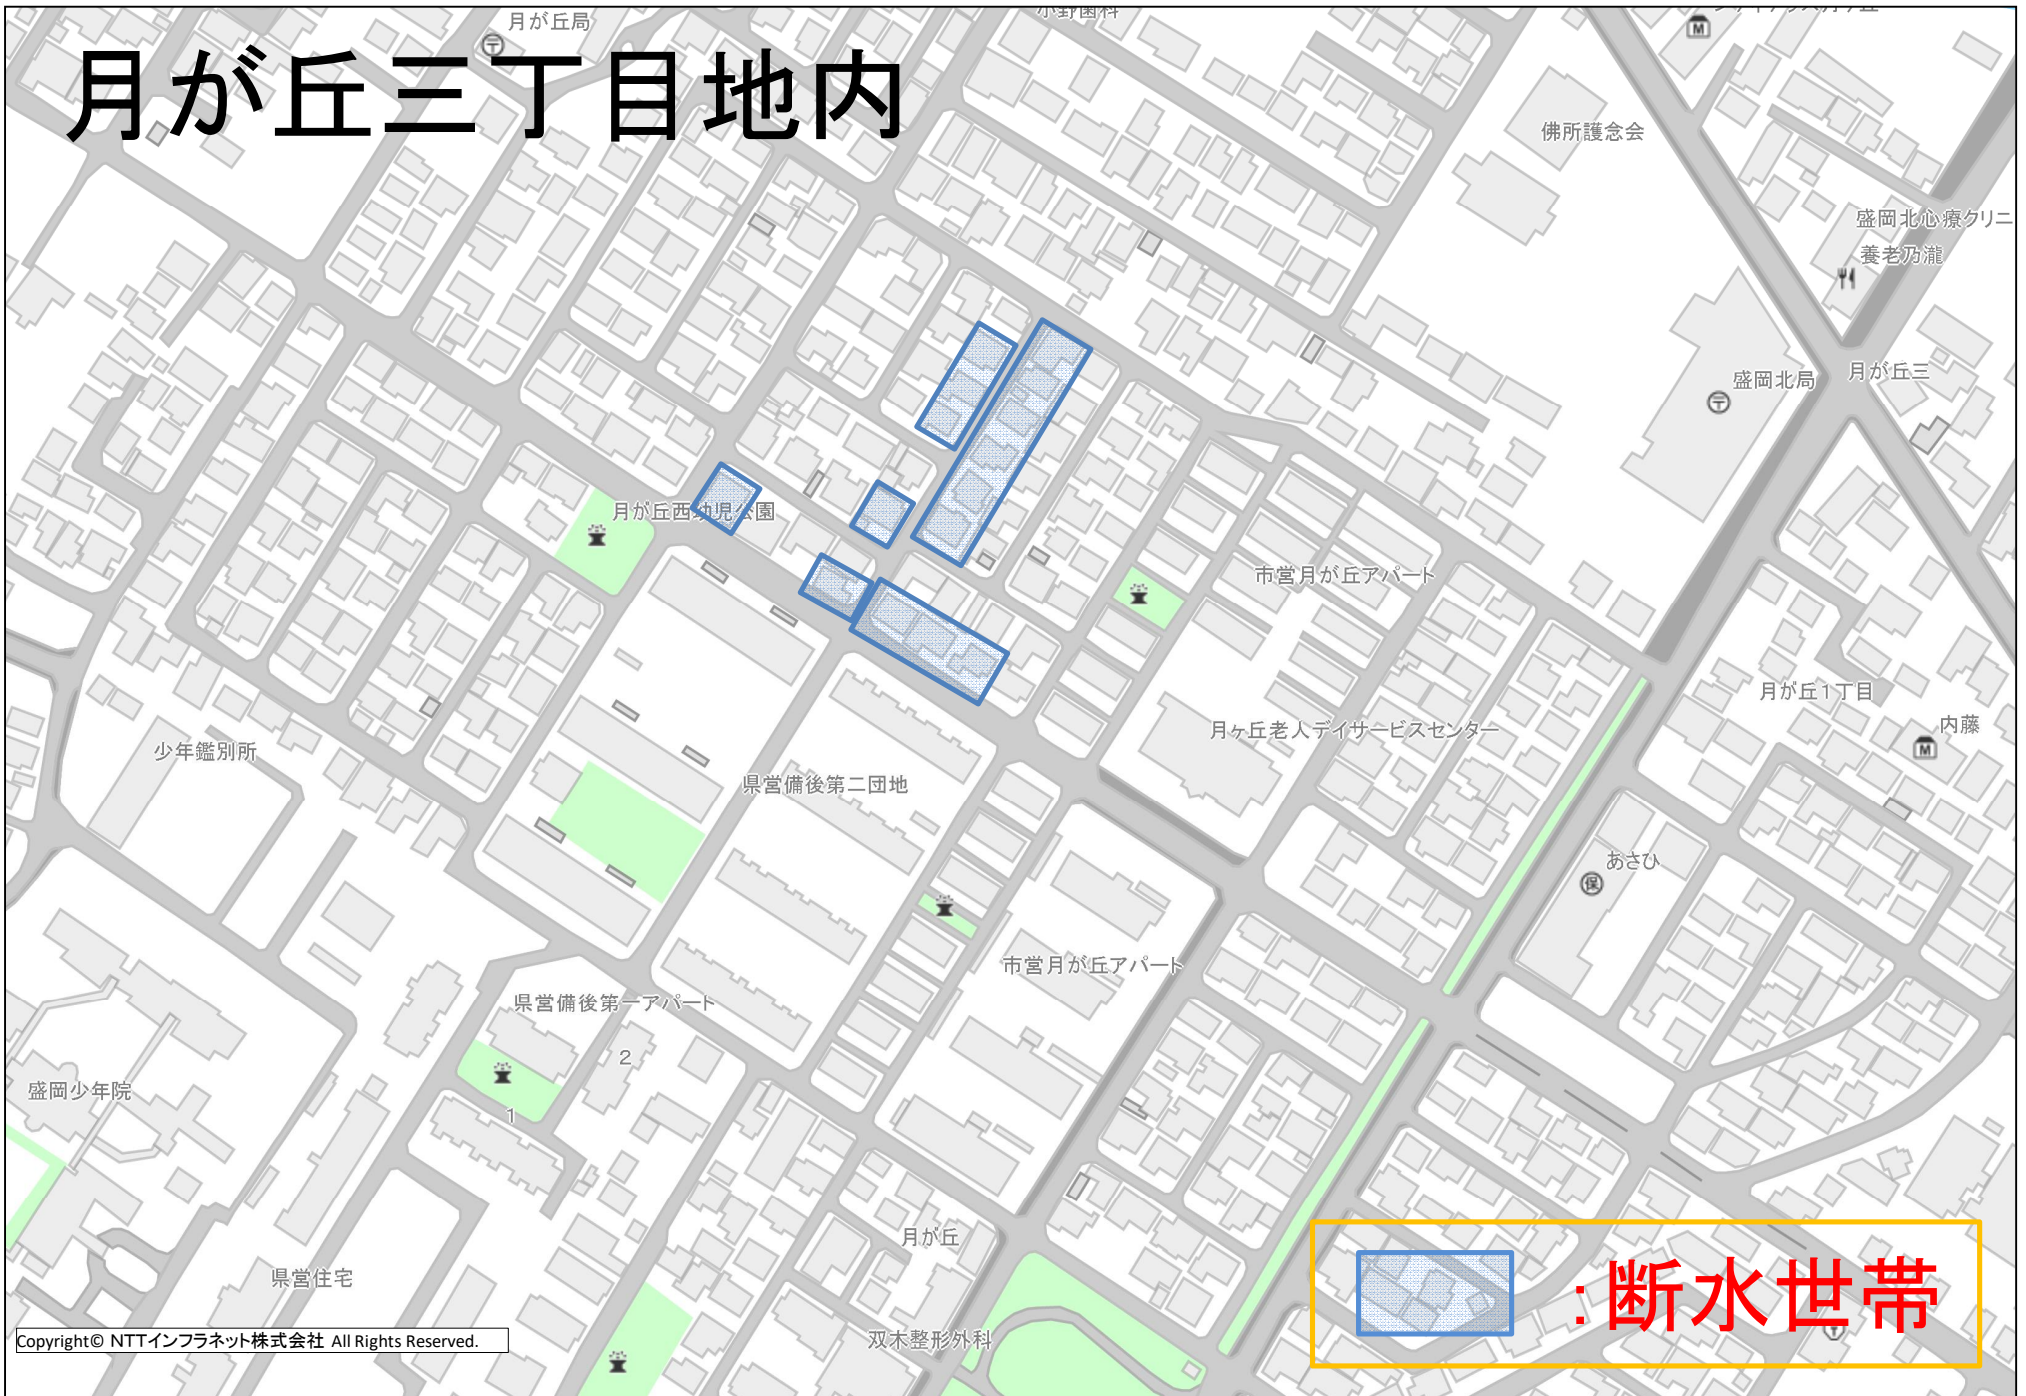 月が丘局
小野歯科
月が丘三丁目地内
佛所護念会
盛岡北心療クリニ
養老乃瀧
月が丘三
盛岡北局
月が丘西幼児公園
市営月が丘アパート
月が丘1丁目
内藤
月ヶ丘老人デイサービスセンター
少年鑑別所
県営備後第二団地
あさひ
保
市営月が丘アパート
県営備後第一アパート
2
盛岡少年院
1
月が丘
県営住宅
双木整形外科
:断水世帯
Copyright© NTTインフラネット株式会社 All Rights Reserved.